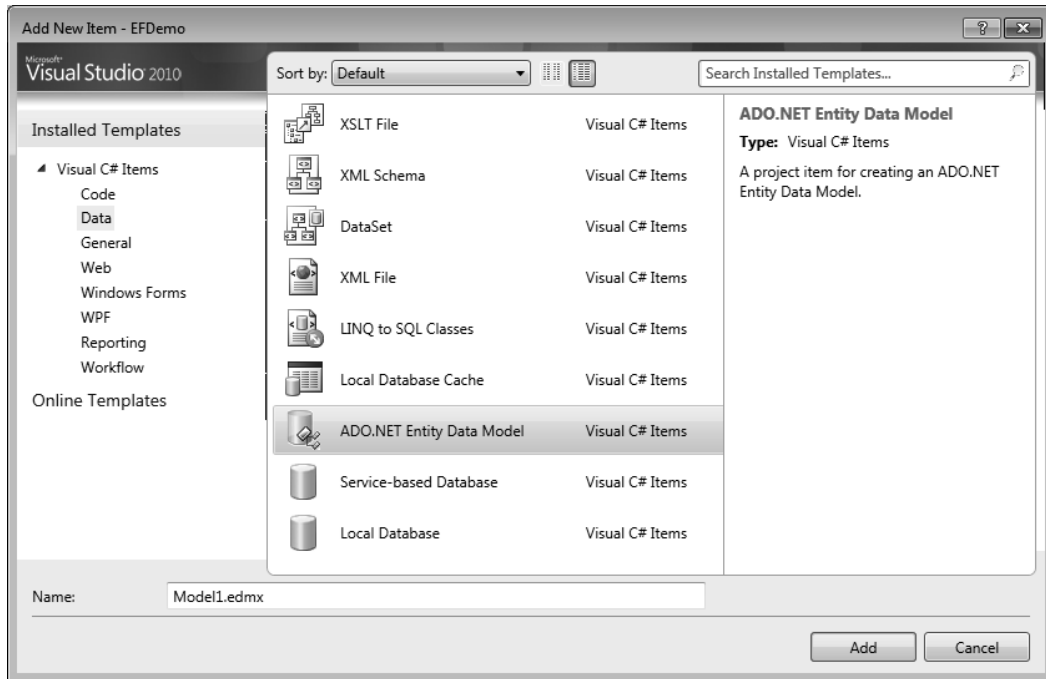 Add New Item - EFDemo
Microsoft
Visual Studio 2010
Sort by: Default
Search Installed Templates...
Installed Templates
Visual C# Items
Code
Data
General
Web
Windows Forms
WPF
Reporting
Workflow
Online Templates
XSLT File Visual C# Items
XML Schema Visual C# Items
DataSet Visual C# Items
XML File Visual C# Items
LINQ to SQL Classes Visual C# Items
Local Database Cache Visual C# Items
ADO.NET Entity Data Model Visual C# Items
Service-based Database Visual C# Items
Local Database Visual C# Items
ADO.NET Entity Data Model
Type: Visual C# Items
A project item for creating an ADO.NET
Entity Data Model.
Name: Model1.edmx
Add Cancel